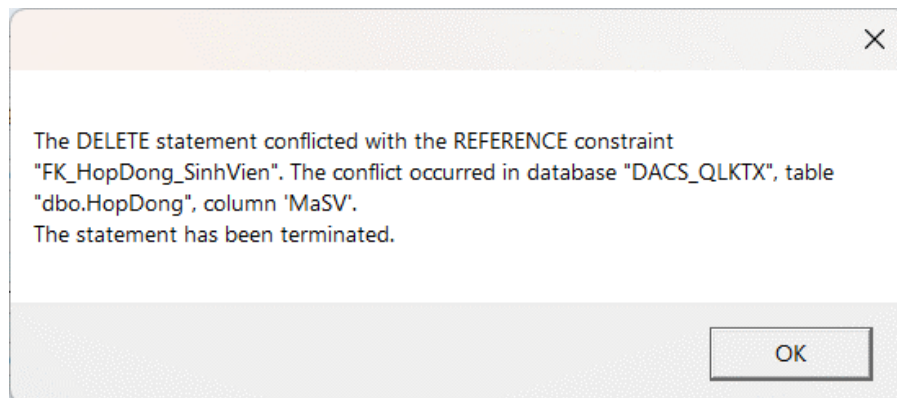 The DELETE statement conflicted with the REFERENCE constraint
"FK_HopDong_SinhVien". The conflict occurred in database "DACS_QLKTX", table
"dbo.HopDong", column 'MaSV'.
The statement has been terminated.
OK